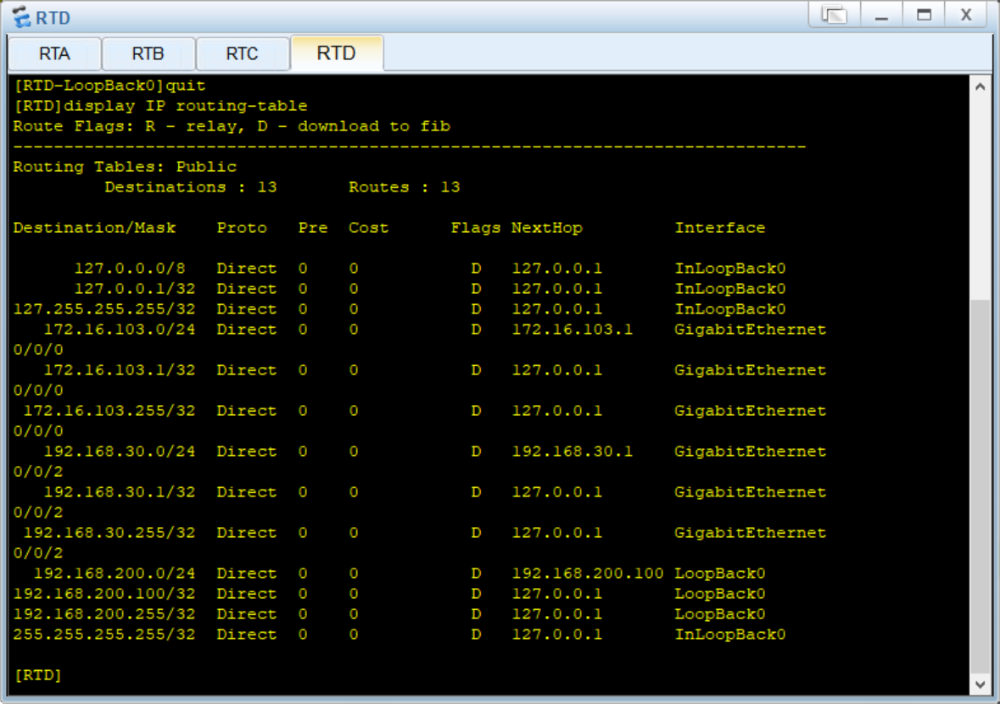 RTD
RTA RTB RTC RTD
[RTD-LoopBack0]quit
[RTD]display IP routing-table
Route Flags: R - relay, D - download to fib
------------------------------------------------------------------------------
Routing Tables: Public
         Destinations : 13       Routes : 13

Destination/Mask    Proto   Pre  Cost      Flags NextHop         Interface

      127.0.0.0/8   Direct  0    0           D   127.0.0.1       InLoopBack0
      127.0.0.1/32  Direct  0    0           D   127.0.0.1       InLoopBack0
127.255.255.255/32  Direct  0    0           D   127.0.0.1       InLoopBack0
   172.16.103.0/24  Direct  0    0           D   172.16.103.1    GigabitEthernet
0/0/0
   172.16.103.1/32  Direct  0    0           D   127.0.0.1       GigabitEthernet
0/0/0
 172.16.103.255/32  Direct  0    0           D   127.0.0.1       GigabitEthernet
0/0/0
   192.168.30.0/24  Direct  0    0           D   192.168.30.1    GigabitEthernet
0/0/2
   192.168.30.1/32  Direct  0    0           D   127.0.0.1       GigabitEthernet
0/0/2
 192.168.30.255/32  Direct  0    0           D   127.0.0.1       GigabitEthernet
0/0/2
  192.168.200.0/24  Direct  0    0           D   192.168.200.100 LoopBack0
192.168.200.100/32  Direct  0    0           D   127.0.0.1       LoopBack0
192.168.200.255/32  Direct  0    0           D   127.0.0.1       LoopBack0
255.255.255.255/32  Direct  0    0           D   127.0.0.1       InLoopBack0

[RTD]